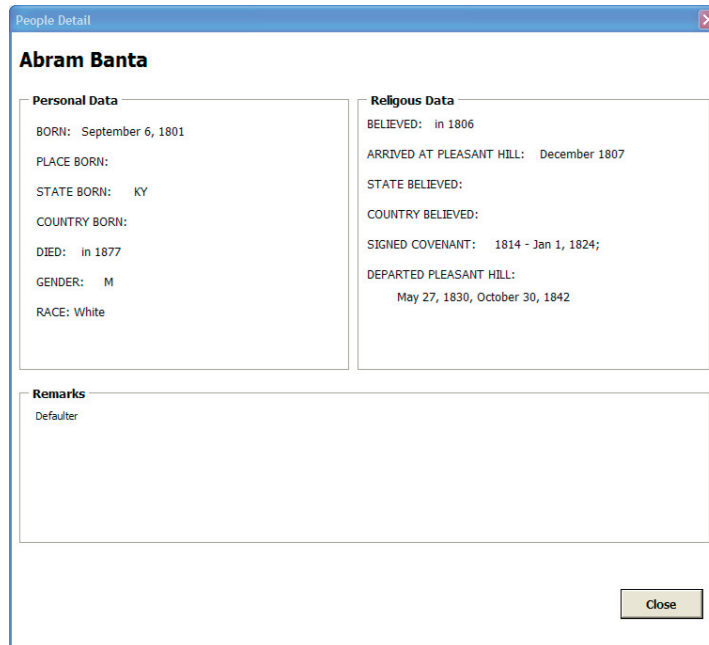 People Detail
Abram Banta
Personal Data
BORN: September 6, 1801
PLACE BORN:
STATE BORN: KY
COUNTRY BORN:
DIED: in 1877
GENDER: M
RACE: White
Religous Data
BELIEVED: in 1806
ARRIVED AT PLEASANT HILL: December 1807
STATE BELIEVED:
COUNTRY BELIEVED:
SIGNED COVENANT: 1814 - Jan 1, 1824;
DEPARTED PLEASANT HILL:
May 27, 1830, October 30, 1842
Remarks
Defaulter
Close